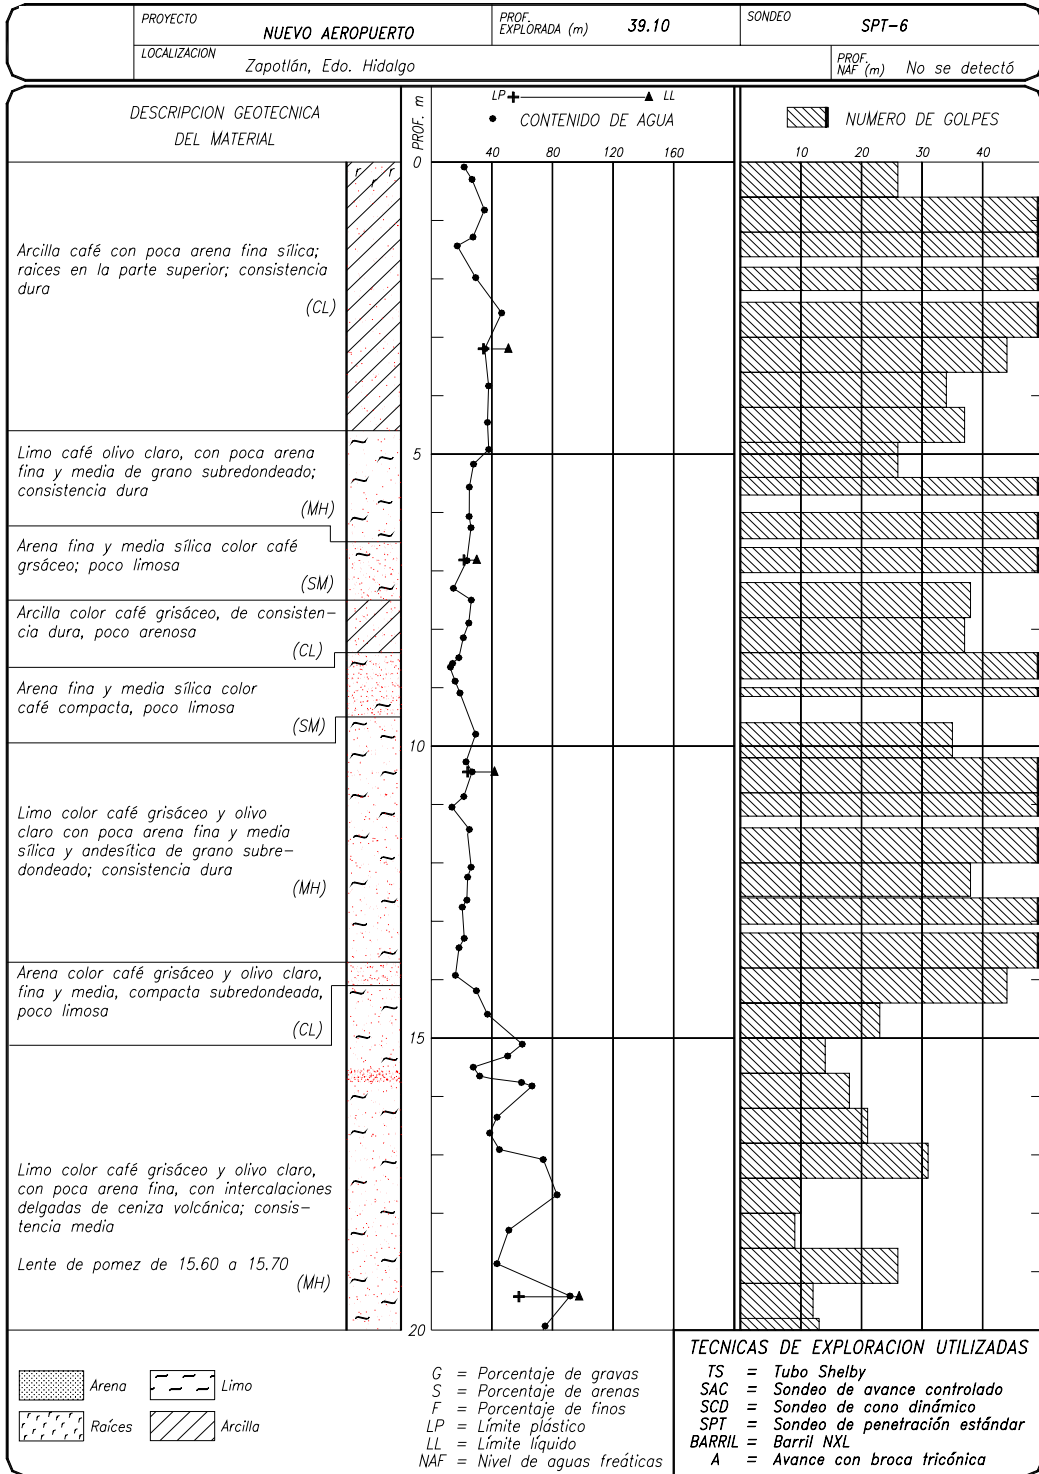 PROYECTO
NUEVO AEROPUERTO
PROF.
EXPLORADA (m)
39.10
SONDEO
SPT-6
LOCALIZACION
Zapotlán, Edo. Hidalgo
PROF.
NAF (m)
No se detectó
DESCRIPCION GEOTECNICA
DEL MATERIAL
PROF. m
LP
LL
CONTENIDO DE AGUA
NUMERO DE GOLPES
0
40
80
120
160
10
20
30
40
Arcilla café con poca arena fina sílica;
raices en la parte superior; consistencia
dura
(CL)
Limo café olivo claro, con poca arena
fina y media de grano subredondeado;
consistencia dura
(MH)
5
Arena fina y media sílica color café
grsáceo; poco limosa
(SM)
Arcilla color café grisáceo, de consisten-
cia dura, poco arenosa
(CL)
Arena fina y media sílica color
café compacta, poco limosa
(SM)
10
Limo color café grisáceo y olivo
claro con poca arena fina y media
sílica y andesítica de grano subre-
dondeado; consistencia dura
(MH)
Arena color café grisáceo y olivo claro,
fina y media, compacta subredondeada,
poco limosa
(CL)
15
Limo color café grisáceo y olivo claro,
con poca arena fina, con intercalaciones
delgadas de ceniza volcánica; consis-
tencia media
Lente de pomez de 15.60 a 15.70
(MH)
20
Arena
Limo
Raíces
Arcilla
G = Porcentaje de gravas
S = Porcentaje de arenas
F = Porcentaje de finos
LP = Límite plástico
LL = Límite líquido
NAF = Nivel de aguas freáticas
TECNICAS DE EXPLORACION UTILIZADAS
TS = Tubo Shelby
SAC = Sondeo de avance controlado
SCD = Sondeo de cono dinámico
SPT = Sondeo de penetración estándar
BARRIL = Barril NXL
A = Avance con broca tricónica